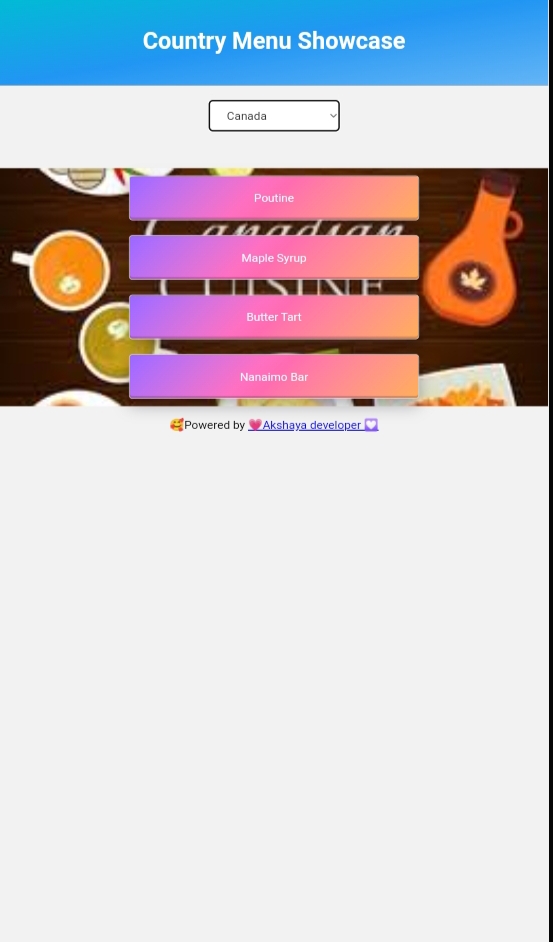 Country Menu Showcase
Canada
Poutine
Canadian
Maple Syrup
CUISINE
Butter Tart
Nanaimo Bar
🥰Powered by 💗Akshaya developer 💟